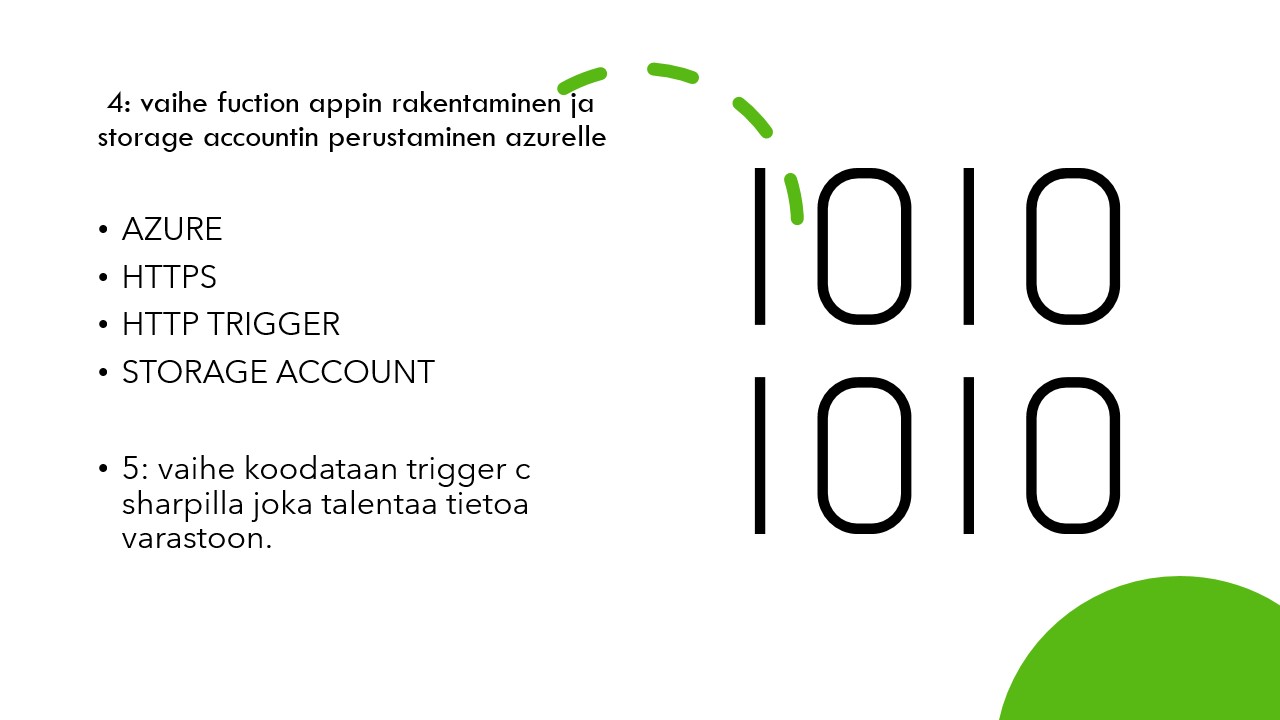 4: vaihe fuction appin rakentaminen ja
storage accountin perustaminen azurelle
• AZURE
• HTTPS
• HTTP TRIGGER
• STORAGE ACCOUNT
• 5: vaihe koodataan trigger c
sharpilla joka talentaa tietoa
varastoon.
1010
1010